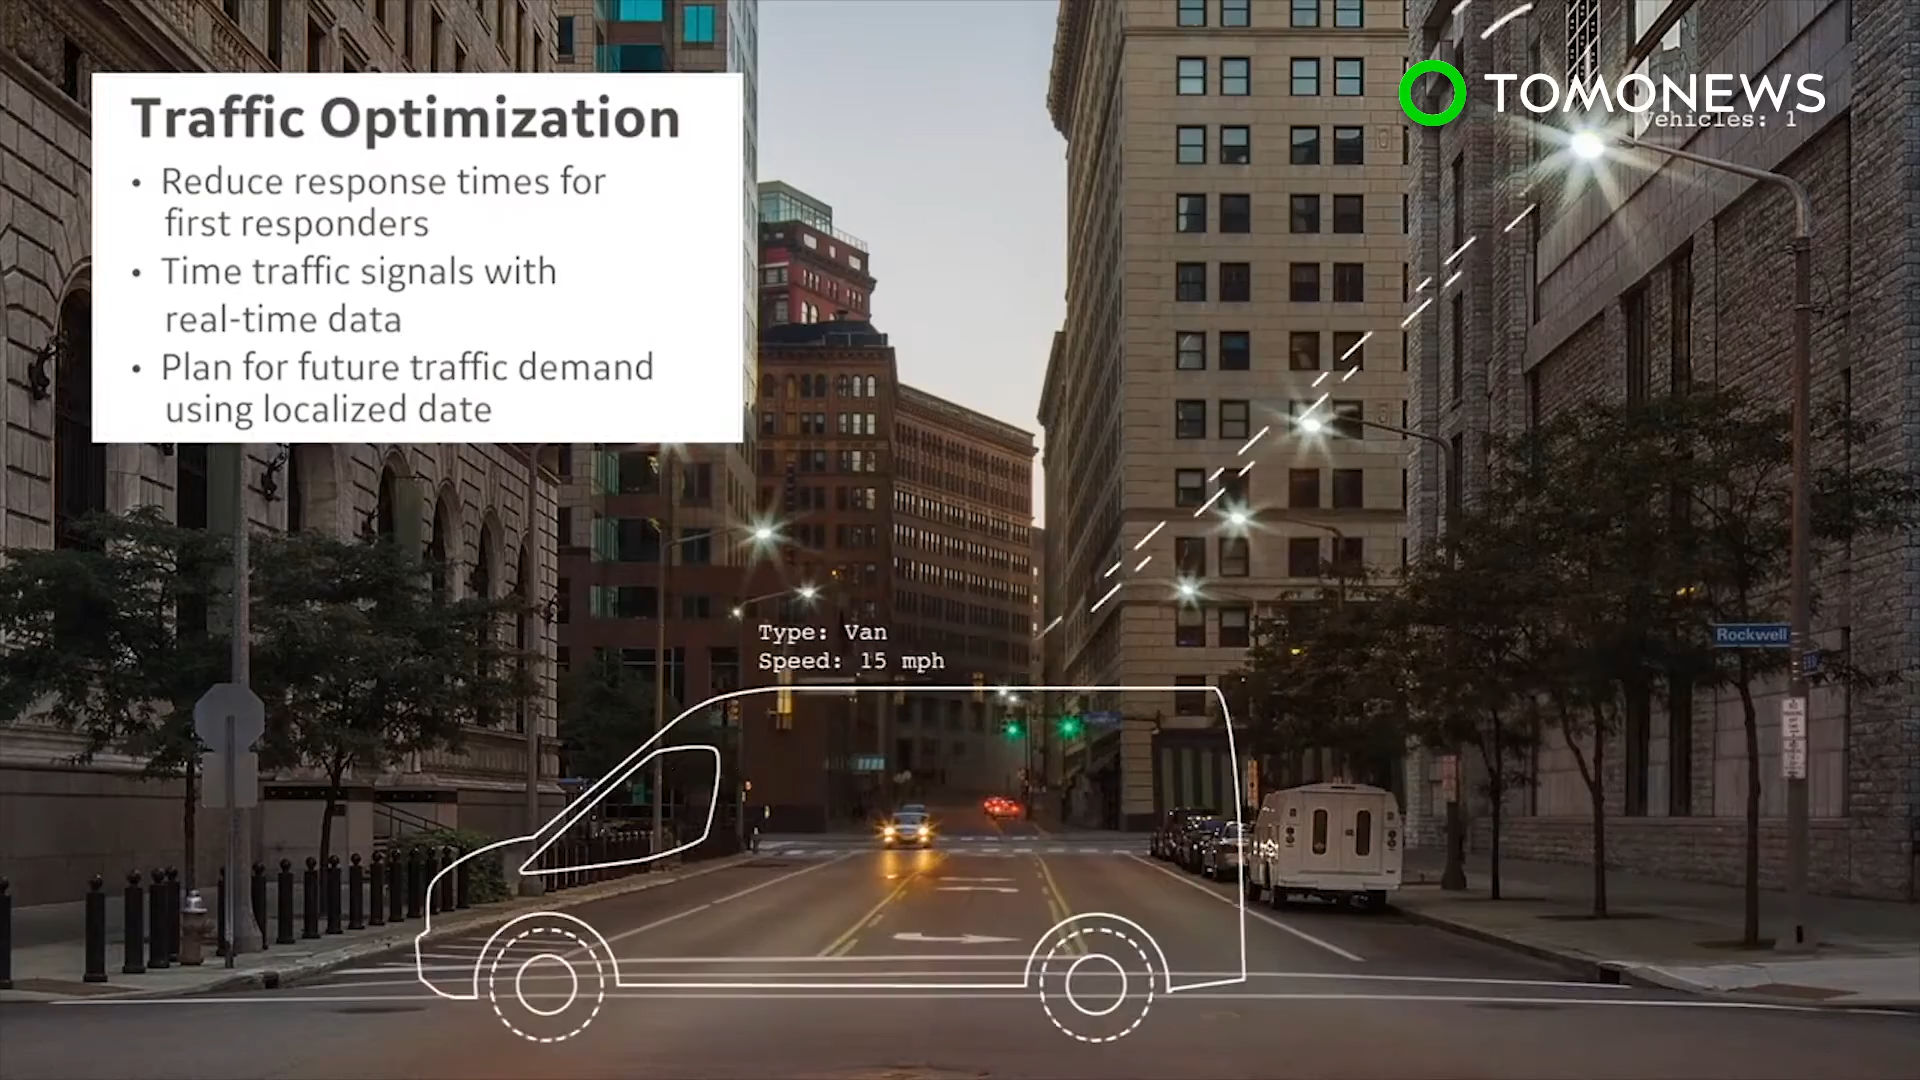 Traffic Optimization
• Reduce response times for
first responders
• Time traffic signals with
real-time data
• Plan for future traffic demand
using localized date
TOMONEWS
Vehicles: 1
Type: Van
Speed: 15 mph
Rockwell